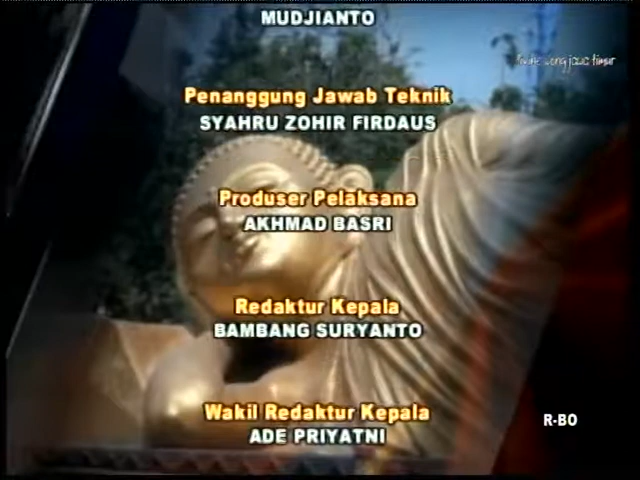 MUDJIANTO
Penanggung Jawab Teknik
SYAHRU ZOHIR FIRDAUS
Produser Pelaksana
AKHMAD BASRI
Redaktur Kepala
BAMBANG SURYANTO
Wakil Redaktur Kepala
ADE PRIYATNI
R-BO